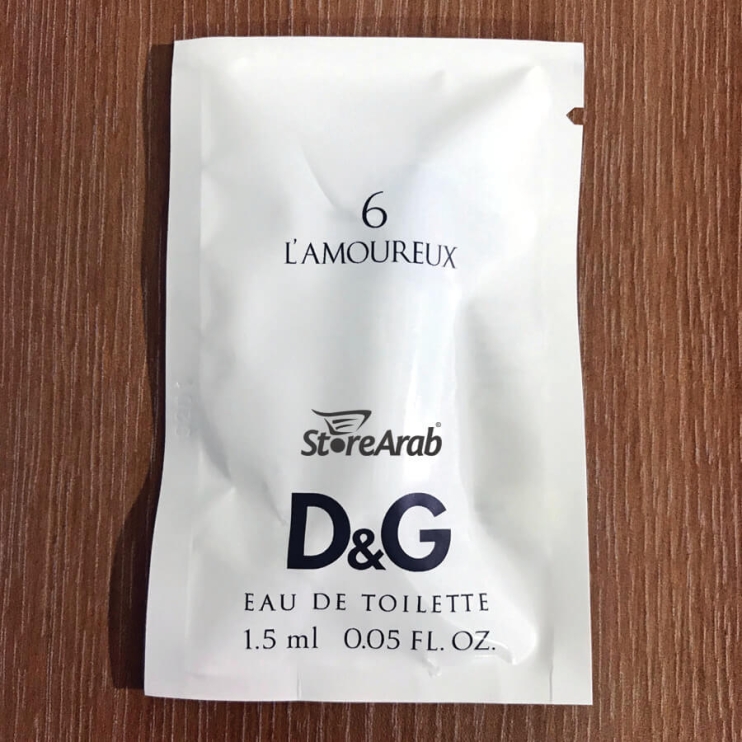 6
L'AMOUREUX
StoreArab©
D&G
EAU DE TOILETTE
1.5 ml 0.05 FL. OZ.